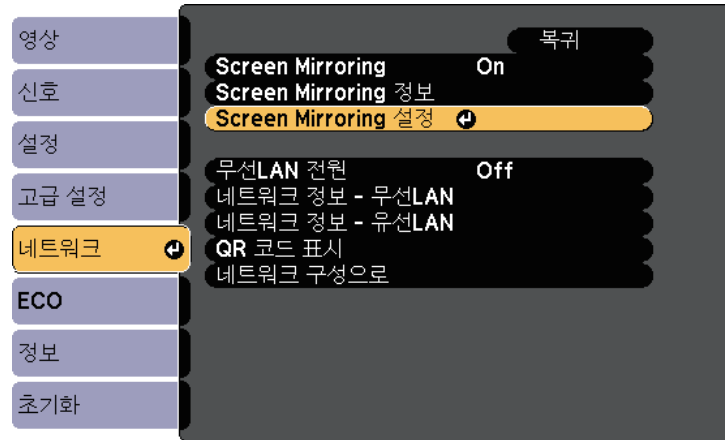 영상
신호
설정
고급 설정
네트워크
ECO
정보
초기화
복귀
Screen Mirroring On
Screen Mirroring 정보
Screen Mirroring 설정
무선LAN 전원 Off
네트워크 정보 - 무선LAN
네트워크 정보 - 유선LAN
QR 코드 표시
네트워크 구성으로